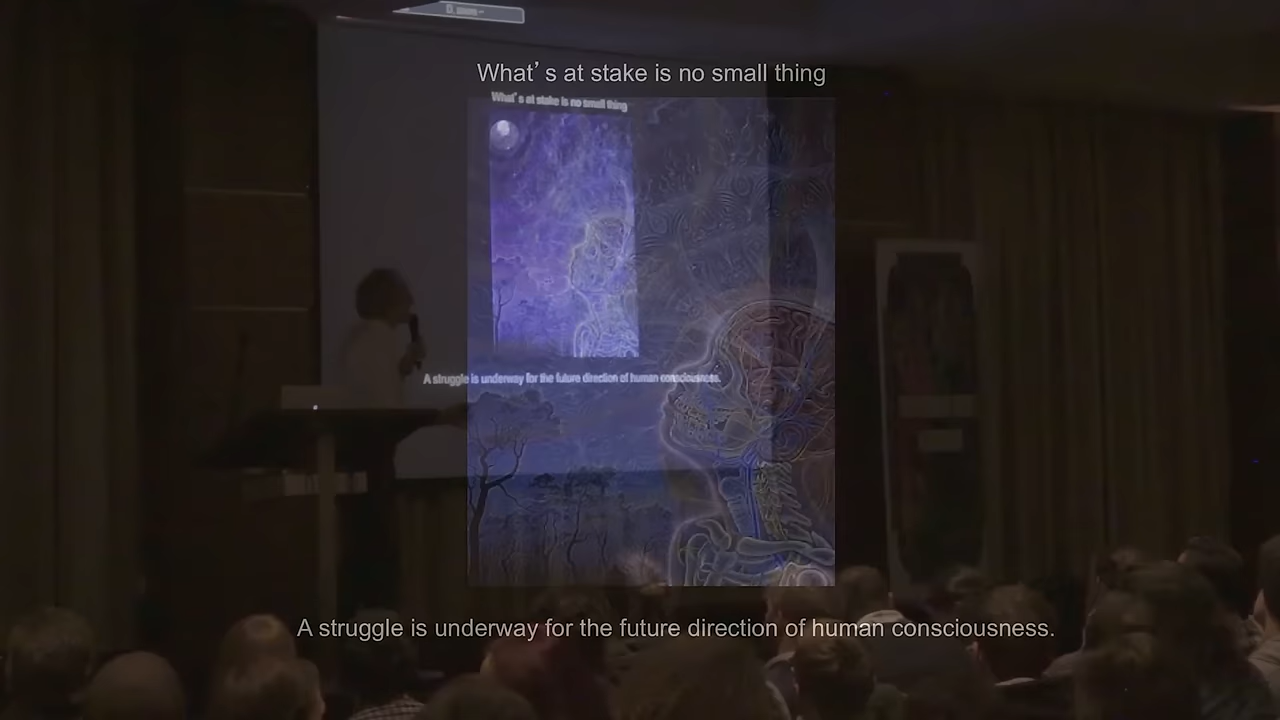 What's at stake is no small thing
What's at stake is no small thing
A struggle is underway for the future direction of human consciousness.
A struggle is underway for the future direction of human consciousness.